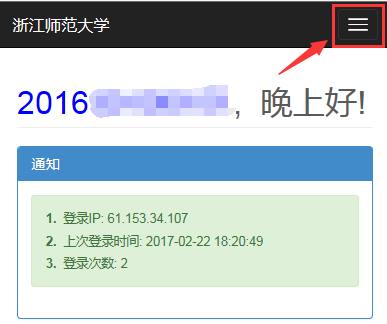 浙江师范大学
2016 ，晚上好!
通知
1. 登录IP: 61.153.34.107
2. 上次登录时间: 2017-02-22 18:20:49
3. 登录次数: 2